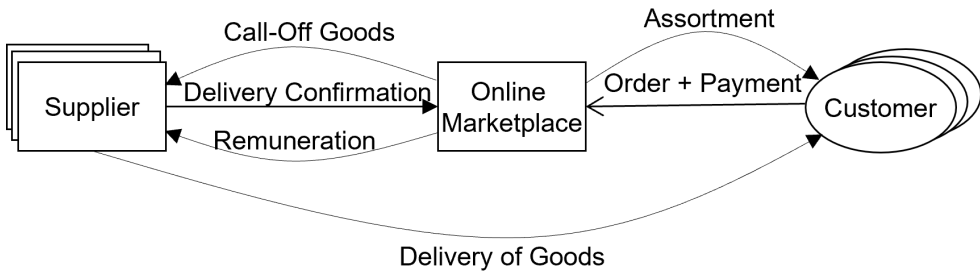 Assortment
Call-Off Goods
Supplier
Delivery Confirmation
Online
Marketplace
Order + Payment
Customer
Remuneration
Delivery of Goods